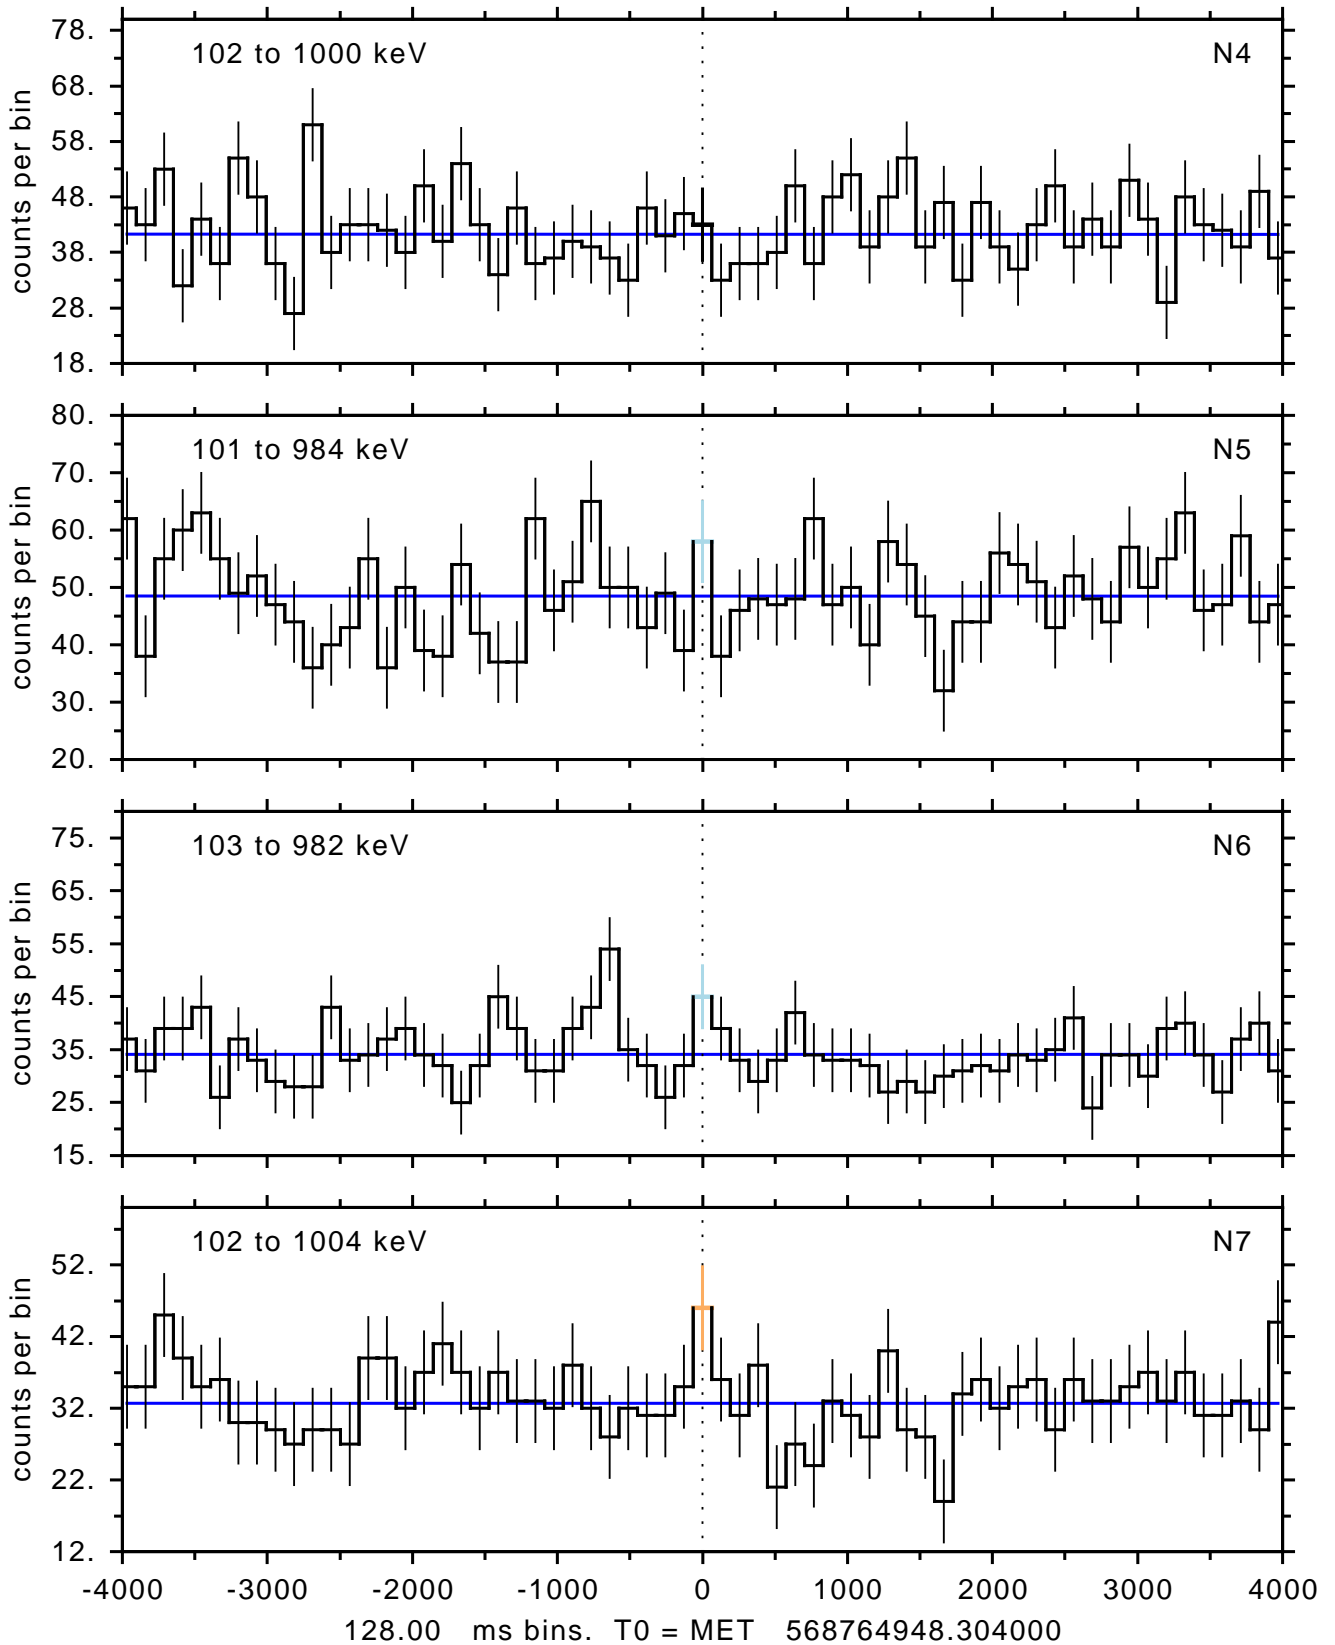 102 to 1000 keV N4
counts per bin
78.
68.
58.
48.
38.
28.
18.
101 to 984 keV N5
counts per bin
80.
70.
60.
50.
40.
30.
20.
103 to 982 keV N6
counts per bin
75.
65.
55.
45.
35.
25.
15.
102 to 1004 keV N7
counts per bin
52.
42.
32.
22.
12.
-4000 -3000 -2000 -1000 0 1000 2000 3000 4000
128.00 ms bins. T0 = MET 568764948.304000